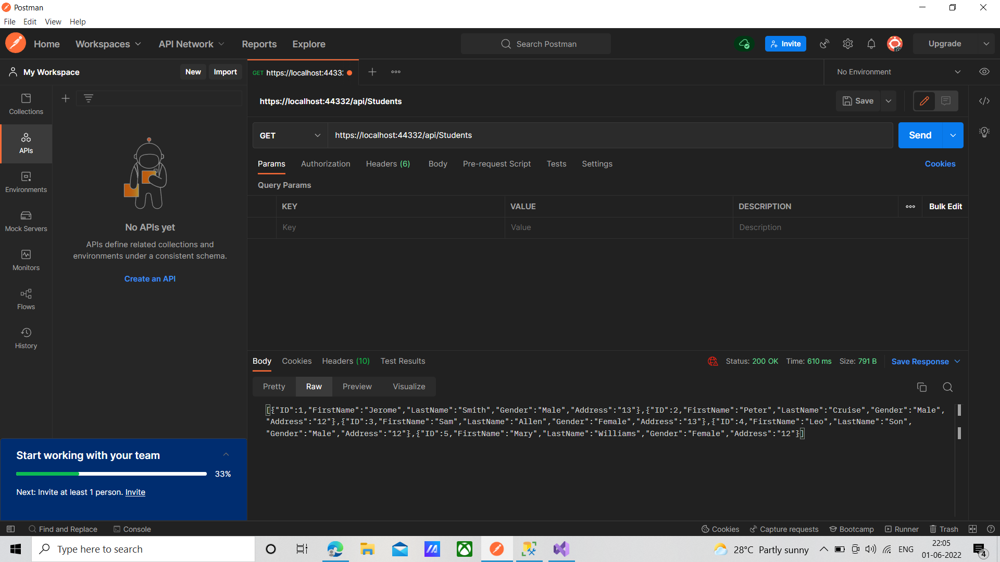 Postman
File Edit View Help
Home Workspaces API Network Reports Explore Search Postman Invite Upgrade
My Workspace New Import GET https://localhost:4433 No Environment
Collections
https://localhost:44332/api/Students Save
GET https://localhost:44332/api/Students Send
APIs
Params Authorization Headers (6) Body Pre-request Script Tests Settings Cookies
Query Params
Environments
KEY VALUE DESCRIPTION Bulk Edit
Key Value Description
Mock Servers
No APIs yet
APIs define related collections and
environments under a consistent schema.
Create an API
Monitors
Flows
History
Body Cookies Headers (10) Test Results Status: 200 OK Time: 610 ms Size: 791 B Save Response
Pretty Raw Preview Visualize
[{"ID":1,"FirstName":"Jerome","LastName":"Smith","Gender":"Male","Address":"13"},{"ID":2,"FirstName":"Peter","LastName":"Cruise","Gender":"Male",
"Address":"12"},{"ID":3,"FirstName":"Sam","LastName":"Allen","Gender":"Female","Address":"13"},{"ID":4,"FirstName":"Leo","LastName":"Son",
"Gender":"Male","Address":"12"},{"ID":5,"FirstName":"Mary","LastName":"Williams","Gender":"Female","Address":"12"}]
Start working with your team
33%
Next: Invite at least 1 person. Invite
Find and Replace Console Cookies Capture requests Bootcamp Runner Trash
Type here to search 28°C Partly sunny ENG 22:05
01-06-2022 4